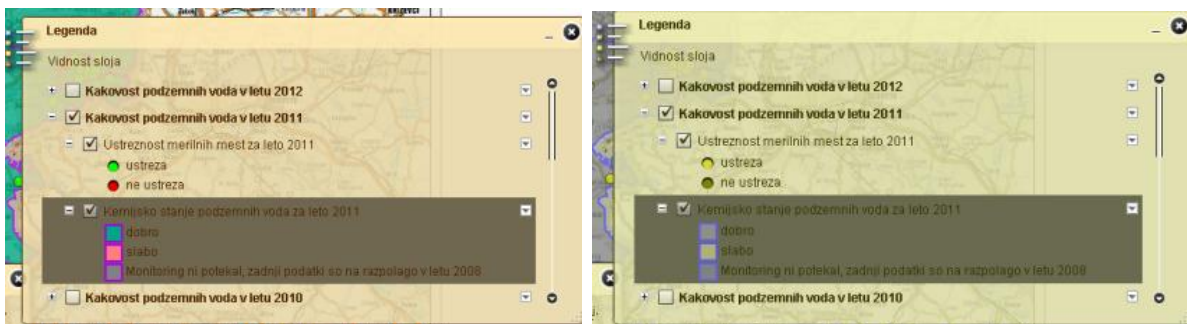 Legenda
Vidnost sloja
Kakovost podzemnih voda v letu 2012
Kakovost podzemnih voda v letu 2011
Ustreznost merilnih mest za leto 2011
ustreza
ne ustreza
Kemijsko stanje podzemnih voda za leto 2011
dobro
slabo
Monitoring ni potekal, zadnji podatki so na razpolago v letu 2008
Kakovost podzemnih voda v letu 2010
Legenda
Vidnost sloja
Kakovost podzemnih voda v letu 2012
Kakovost podzemnih voda v letu 2011
Ustreznost merilnih mest za leto 2011
ustreza
ne ustreza
Kemijsko stanje podzemnih voda za leto 2011
dobro
slabo
Monitoring ni potekal, zadnji podatki so na razpolago v letu 2008
Kakovost podzemnih voda v letu 2010